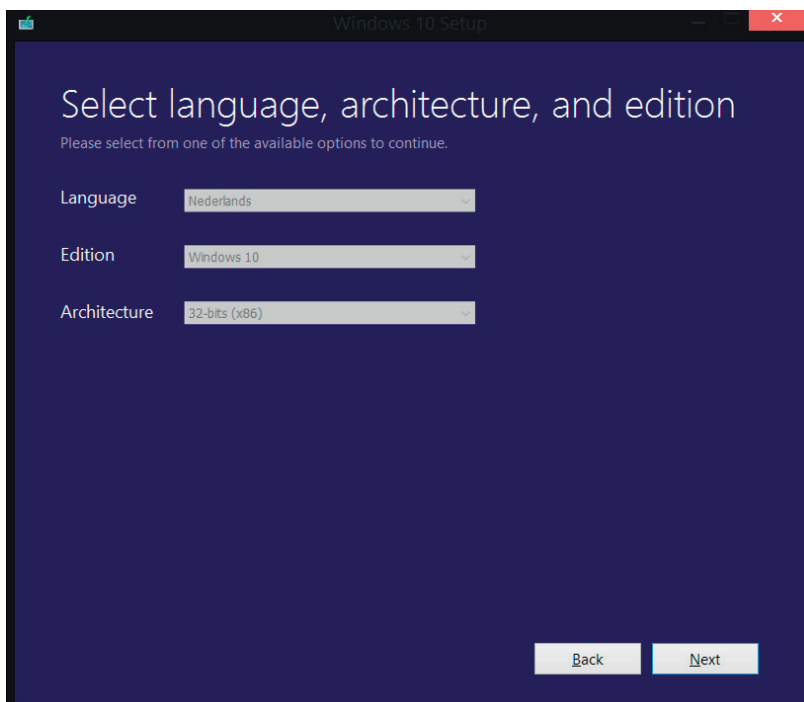 Windows 10 Setup
Select language, architecture, and edition
Please select from one of the available options to continue.
Language Nederlands
Edition Windows 10
Architecture 32-bits (x86)
Back Next